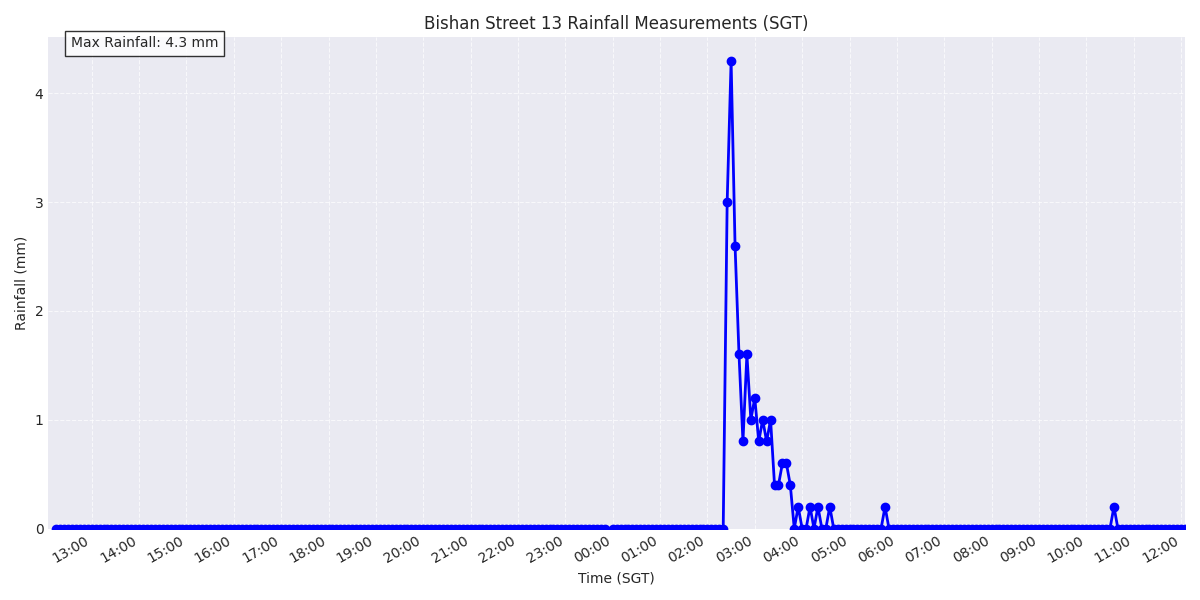 Bishan Street 13 Rainfall Measurements (SGT)
Max Rainfall: 4.3 mm
Rainfall (mm)
4
3
2
1
0
13:00 14:00 15:00 16:00 17:00 18:00 19:00 20:00 21:00 22:00 23:00 00:00 01:00 02:00 03:00 04:00 05:00 06:00 07:00 08:00 09:00 10:00 11:00 12:00
Time (SGT)